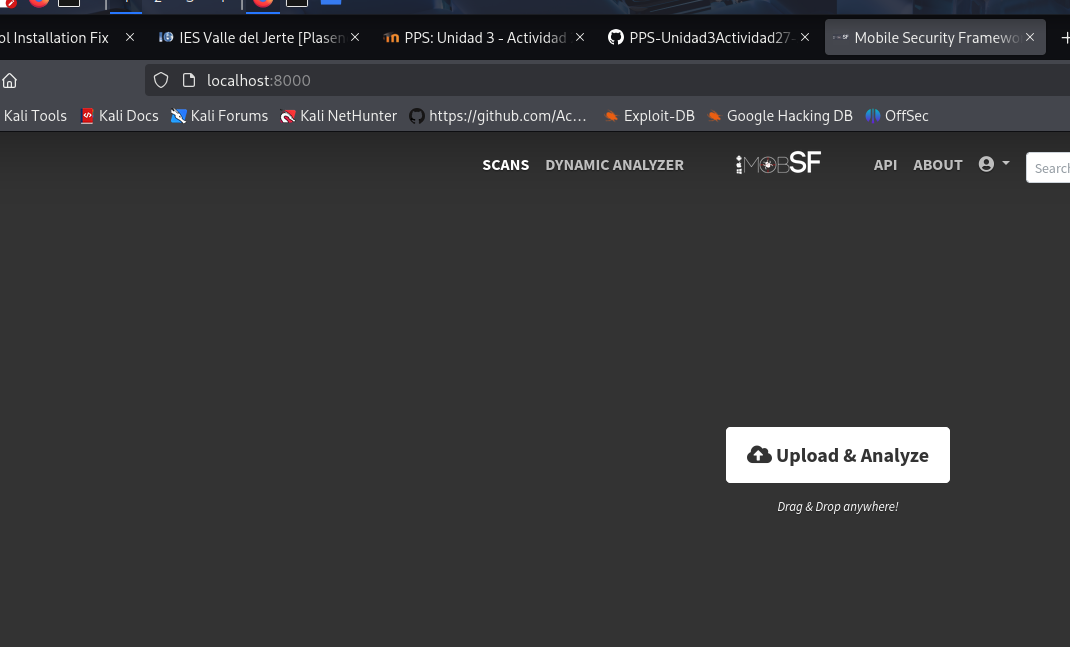 ol Installation Fix
IES Valle del Jerte [Plasen
PPS: Unidad 3 - Actividad
PPS-Unidad3Actividad27-
Mobile Security Framewo
localhost:8000
Kali Tools Kali Docs Kali Forums Kali NetHunter https://github.com/Ac... Exploit-DB Google Hacking DB OffSec
SCANS DYNAMIC ANALYZER MOBSF API ABOUT Search
Upload & Analyze
Drag & Drop anywhere!